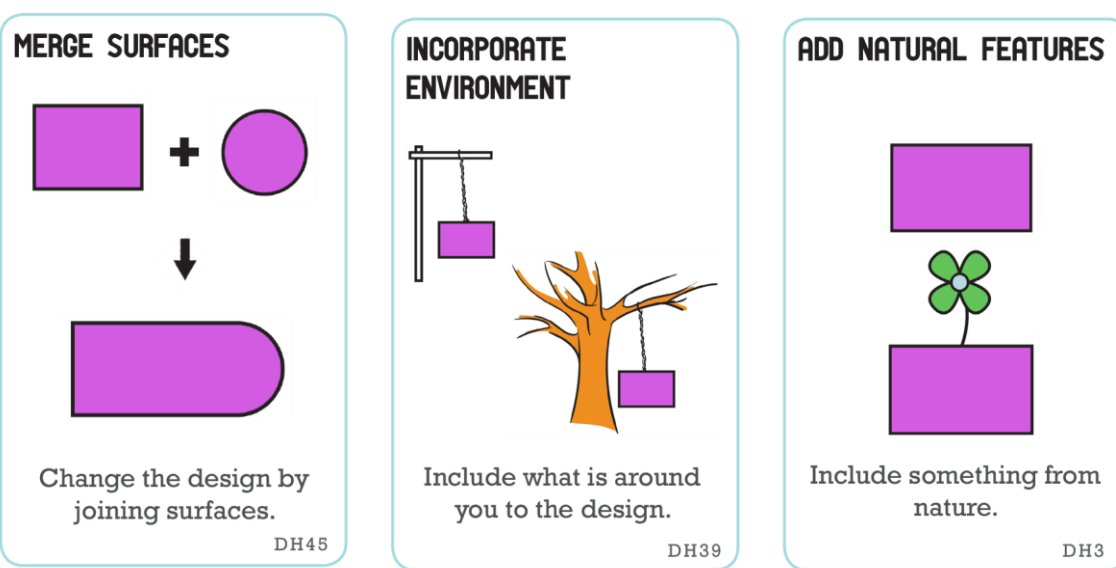 MERGE SURFACES
Change the design by
joining surfaces.
DH45
INCORPORATE
ENVIRONMENT
Include what is around
you to the design.
DH39
ADD NATURAL FEATURES
Include something from
nature.
DH3